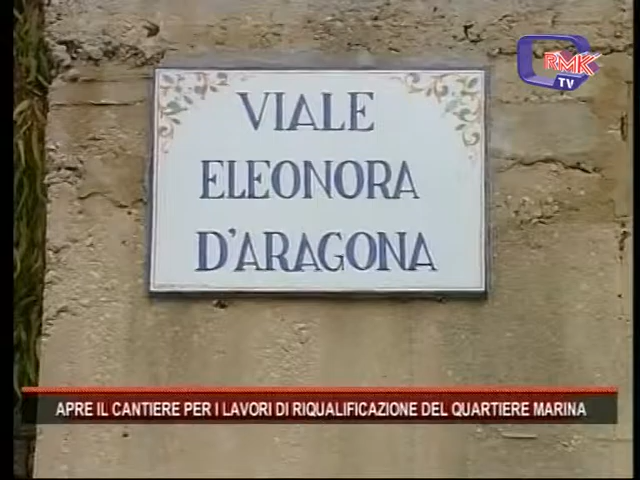 RMK
TV
VIALE
ELEONORA
D'ARAGONA
APRE IL CANTIERE PER I LAVORI DI RIQUALIFICAZIONE DEL QUARTIERE MARINA